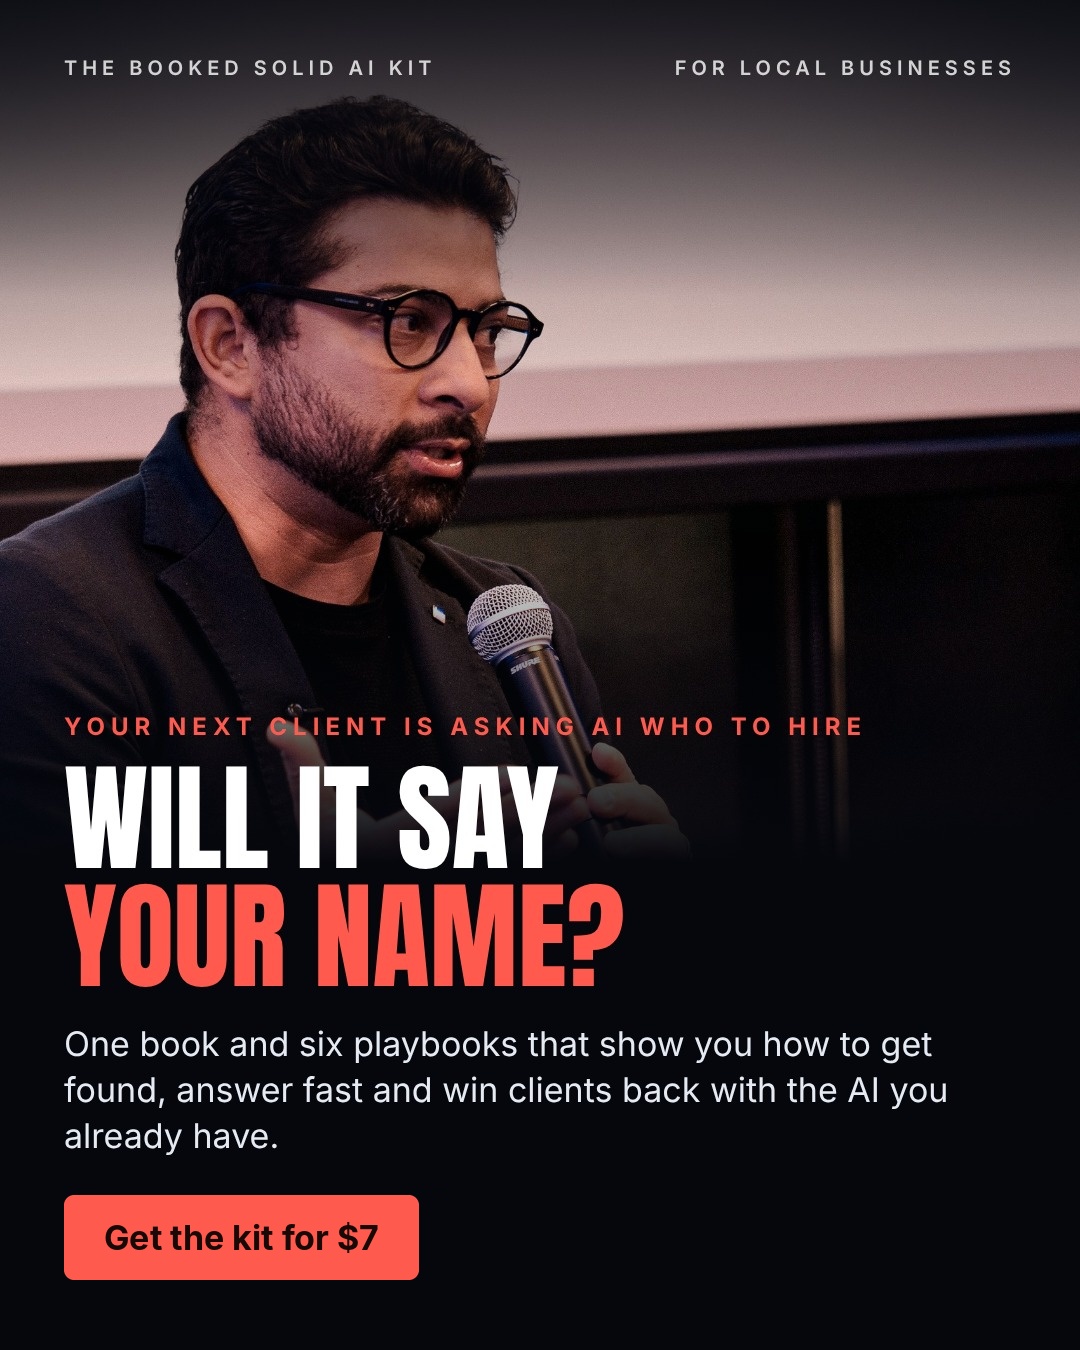 THE BOOKED SOLID AI KIT
FOR LOCAL BUSINESSES
SHURE
YOUR NEXT CLIENT IS ASKING AI WHO TO HIRE
WILL IT SAY
YOUR NAME?
One book and six playbooks that show you how to get
found, answer fast and win clients back with the AI you
already have.
Get the kit for $7